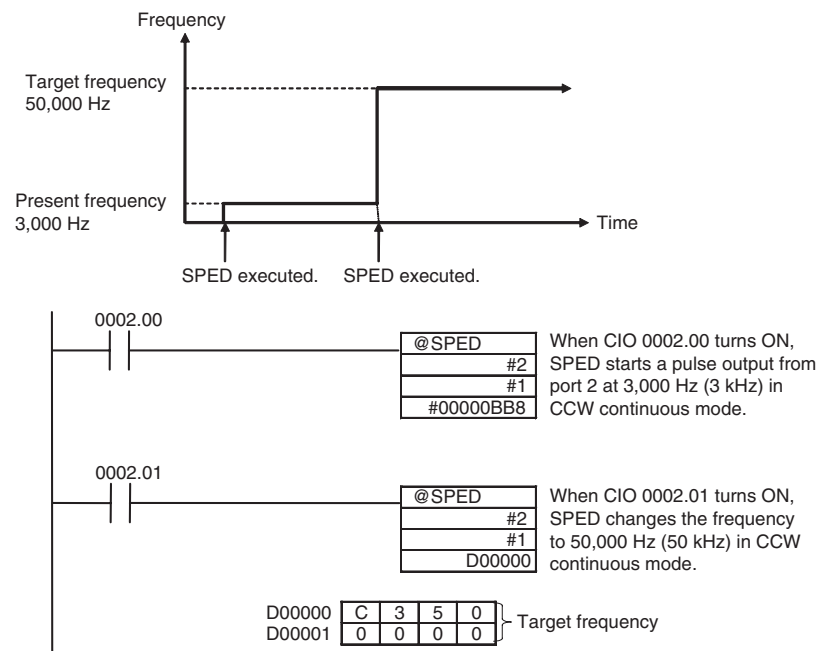 Frequency
Target frequency
50,000 Hz
Present frequency
3,000 Hz
Time
SPED executed. SPED executed.
0002.00
@SPED
#2
#1
#00000BB8
When CIO 0002.00 turns ON,
SPED starts a pulse output from
port 2 at 3,000 Hz (3 kHz) in
CCW continuous mode.
0002.01
@SPED
#2
#1
D00000
When CIO 0002.01 turns ON,
SPED changes the frequency
to 50,000 Hz (50 kHz) in CCW
continuous mode.
D00000 C 3 5 0
D00001 0 0 0 0
Target frequency